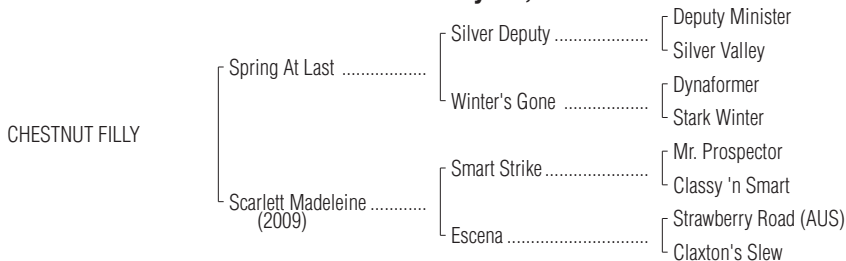 Deputy Minister
Silver Deputy ..................
Silver Valley
Spring At Last ..................
Dynaformer
Winter's Gone ..................
Stark Winter
CHESTNUT FILLY
Mr. Prospector
Smart Strike ..................
Classy 'n Smart
Scarlett Madeleine ............
(2009)
Strawberry Road (AUS)
Escena ..................
Claxton's Slew